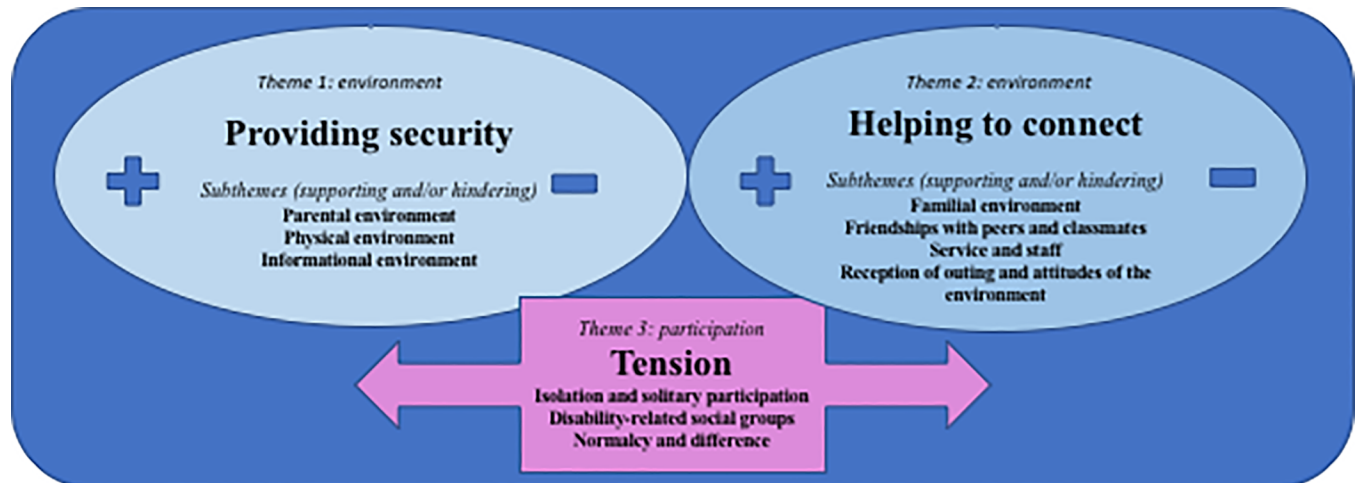 Theme 1: environment
Providing security
Subthemes (supporting and/or hindering)
Parental environment
Physical environment
Informational environment
Theme 2: environment
Helping to connect
Subthemes (supporting and/or hindering)
Familial environment
Friendships with peers and classmates
Service and staff
Reception of outing and attitudes of the
environment
Theme 3: participation
Tension
Isolation and solitary participation
Disability-related social groups
Normalcy and difference